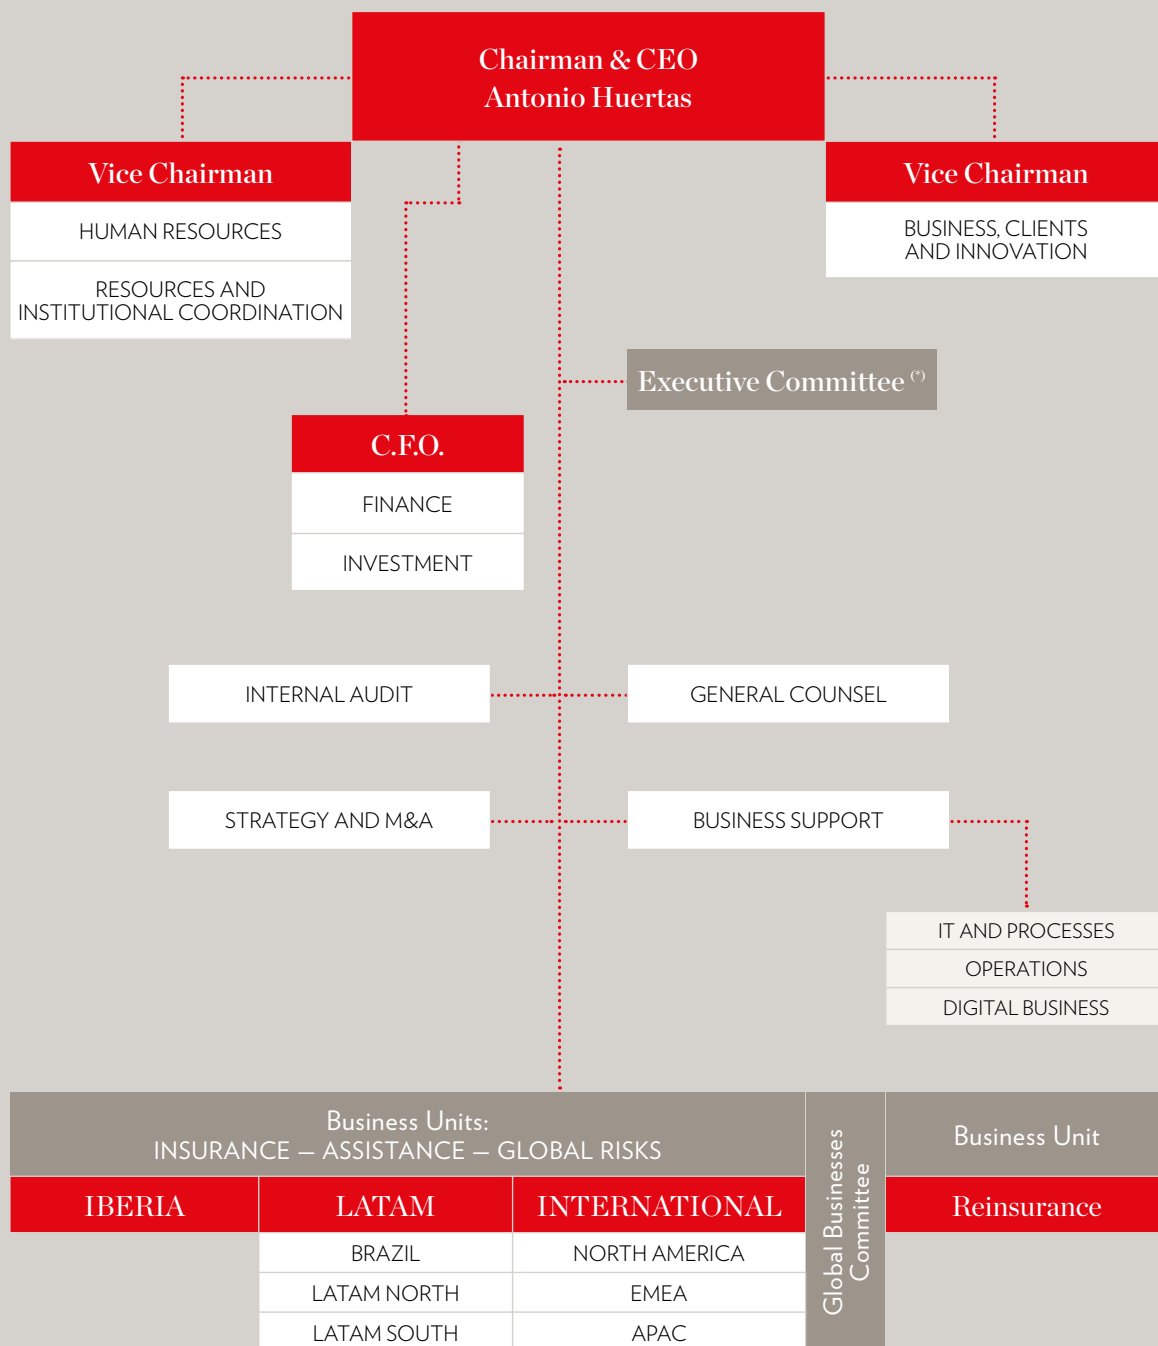 Chairman & CEO
Antonio Huertas
Vice Chairman
HUMAN RESOURCES
RESOURCES AND
INSTITUTIONAL COORDINATION
Vice Chairman
BUSINESS, CLIENTS
AND INNOVATION
Executive Committee (*)
C.F.O.
FINANCE
INVESTMENT
INTERNAL AUDIT
GENERAL COUNSEL
STRATEGY AND M&A
BUSINESS SUPPORT
IT AND PROCESSES
OPERATIONS
DIGITAL BUSINESS
Business Units:
INSURANCE — ASSISTANCE — GLOBAL RISKS
IBERIA
LATAM
BRAZIL
LATAM NORTH
LATAM SOUTH
INTERNATIONAL
NORTH AMERICA
EMEA
APAC
Global Businesses
Committee
Business Unit
Reinsurance